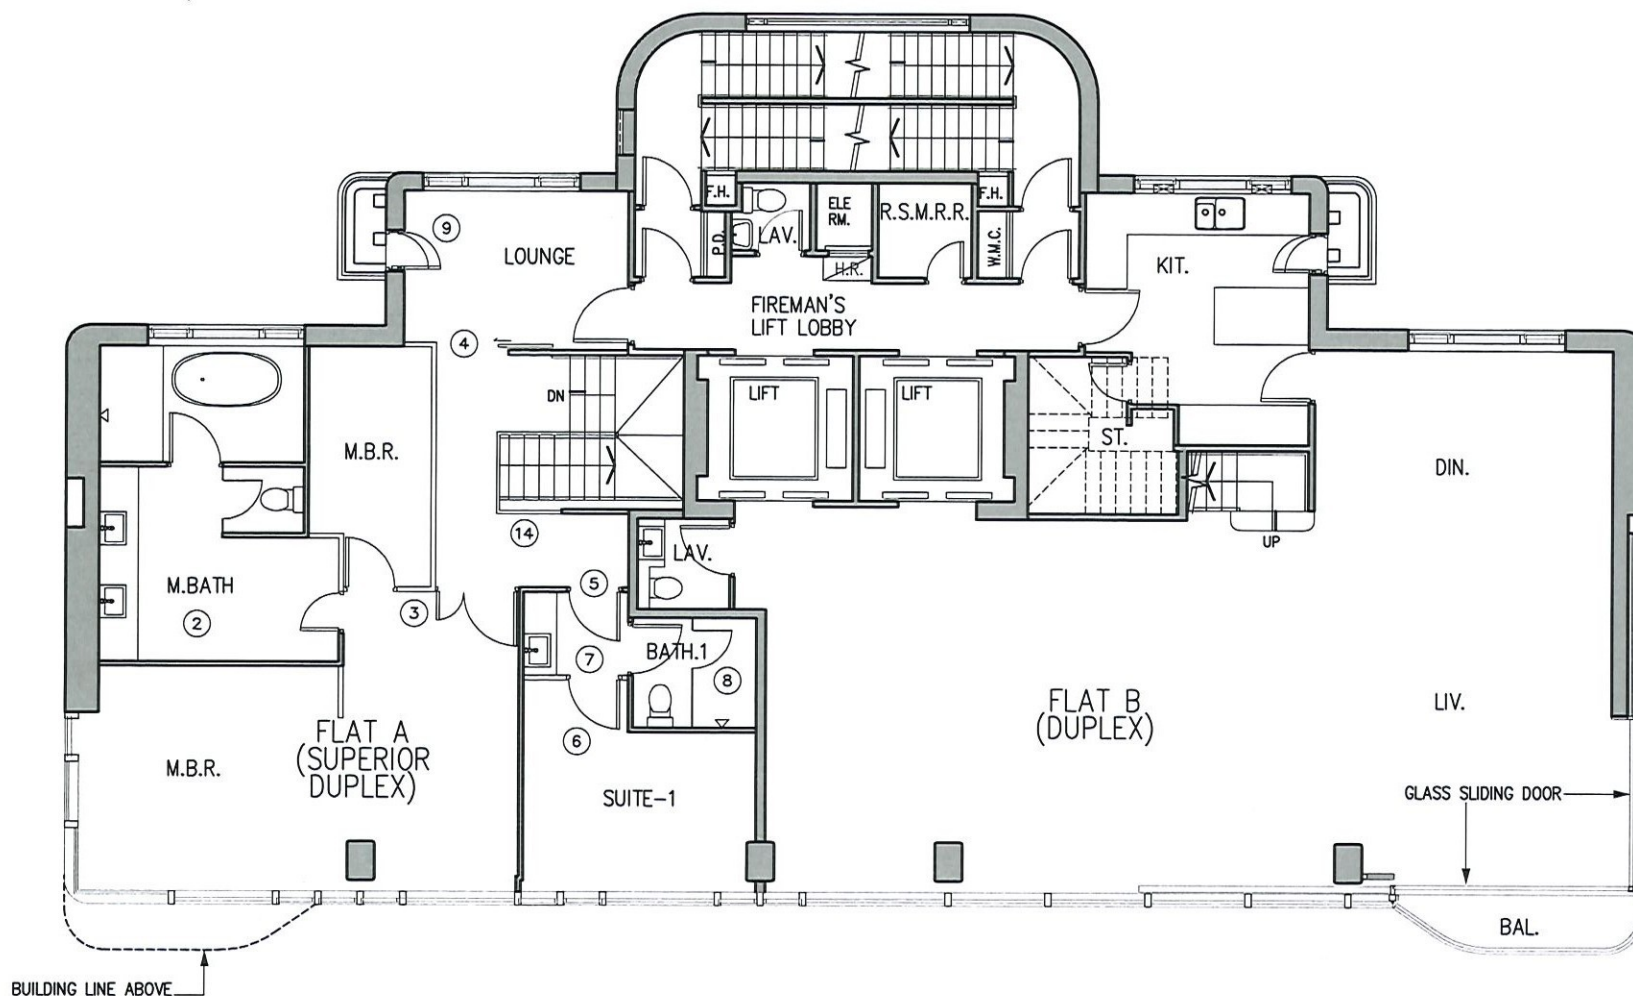 F.H.
F.H.
ELE
RM.
R.S.M.R.R.
P.D.
LAV.
W.M.C.
9
LOUNGE
H.R.
KIT.
FIREMAN'S
LIFT LOBBY
4
DN
LIFT
LIFT
M.B.R.
ST.
DIN.
14
UP
LAV.
M.BATH
5
3
2
BATH.1
7
8
FLAT A
(SUPERIOR
DUPLEX)
FLAT B
(DUPLEX)
LIV.
6
M.B.R.
SUITE-1
GLASS SLIDING DOOR
BAL.
BUILDING LINE ABOVE